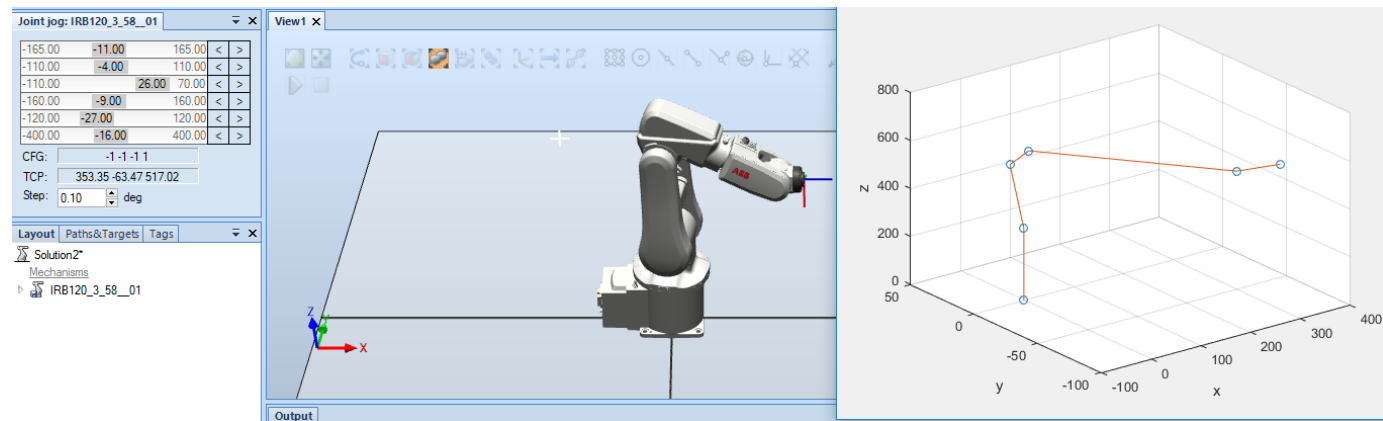 Joint jog: IRB120_3_58__01
-165.00 -11.00 165.00 < >
-110.00 -4.00 110.00 < >
-110.00 26.00 70.00 < >
-160.00 -9.00 160.00 < >
-120.00 -27.00 120.00 < >
-400.00 -16.00 400.00 < >
CFG: -1 -1 -1 1
TCP: 353.35 -63.47 517.02
Step: 0.10 deg
Layout Paths&Targets Tags
Solution2*
Mechanisms
IRB120_3_58__01
View1
ABB
Z
Y
X
Output
800
600
400
200
0
z
50
0
-50
-100
y
-100
0
100
200
300
400
x